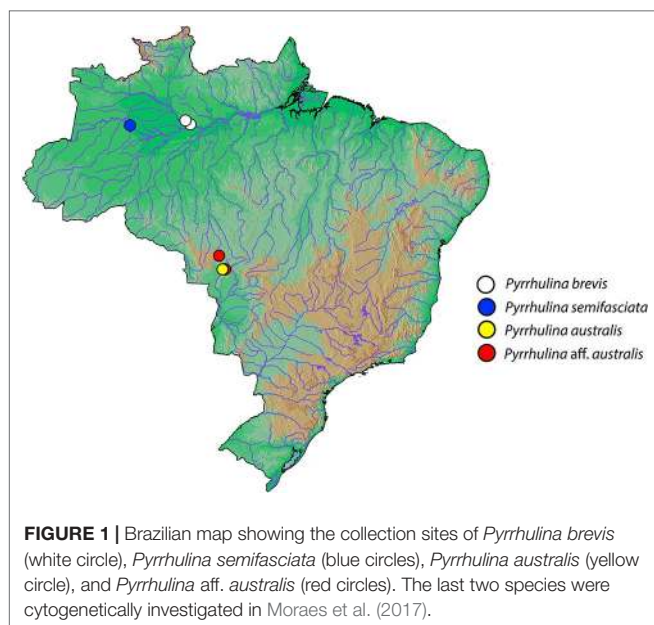 Pyrrhulina brevis
Pyrrhulina semifasciata
Pyrrhulina australis
Pyrrhulina aff. australis
FIGURE 1 | Brazilian map showing the collection sites of Pyrrhulina brevis
(white circle), Pyrrhulina semifasciata (blue circles), Pyrrhulina australis (yellow
circle), and Pyrrhulina aff. australis (red circles). The last two species were
cytogenetically investigated in Moraes et al. (2017).